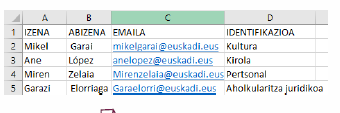 A B C D
1 IZENA ABIZENA EMAILA IDENTIFIKAZIOA
2 Mikel Garai mikelgarai@euskadi.eus Kultura
3 Ane López anelopez@euskadi.eus Kirola
4 Miren Zelaia Mirenzelaia@euskadi.eus Pertsonal
5 Garazi Elorriaga Garaelorri@euskadi.eus Aholkularitza juridikoa